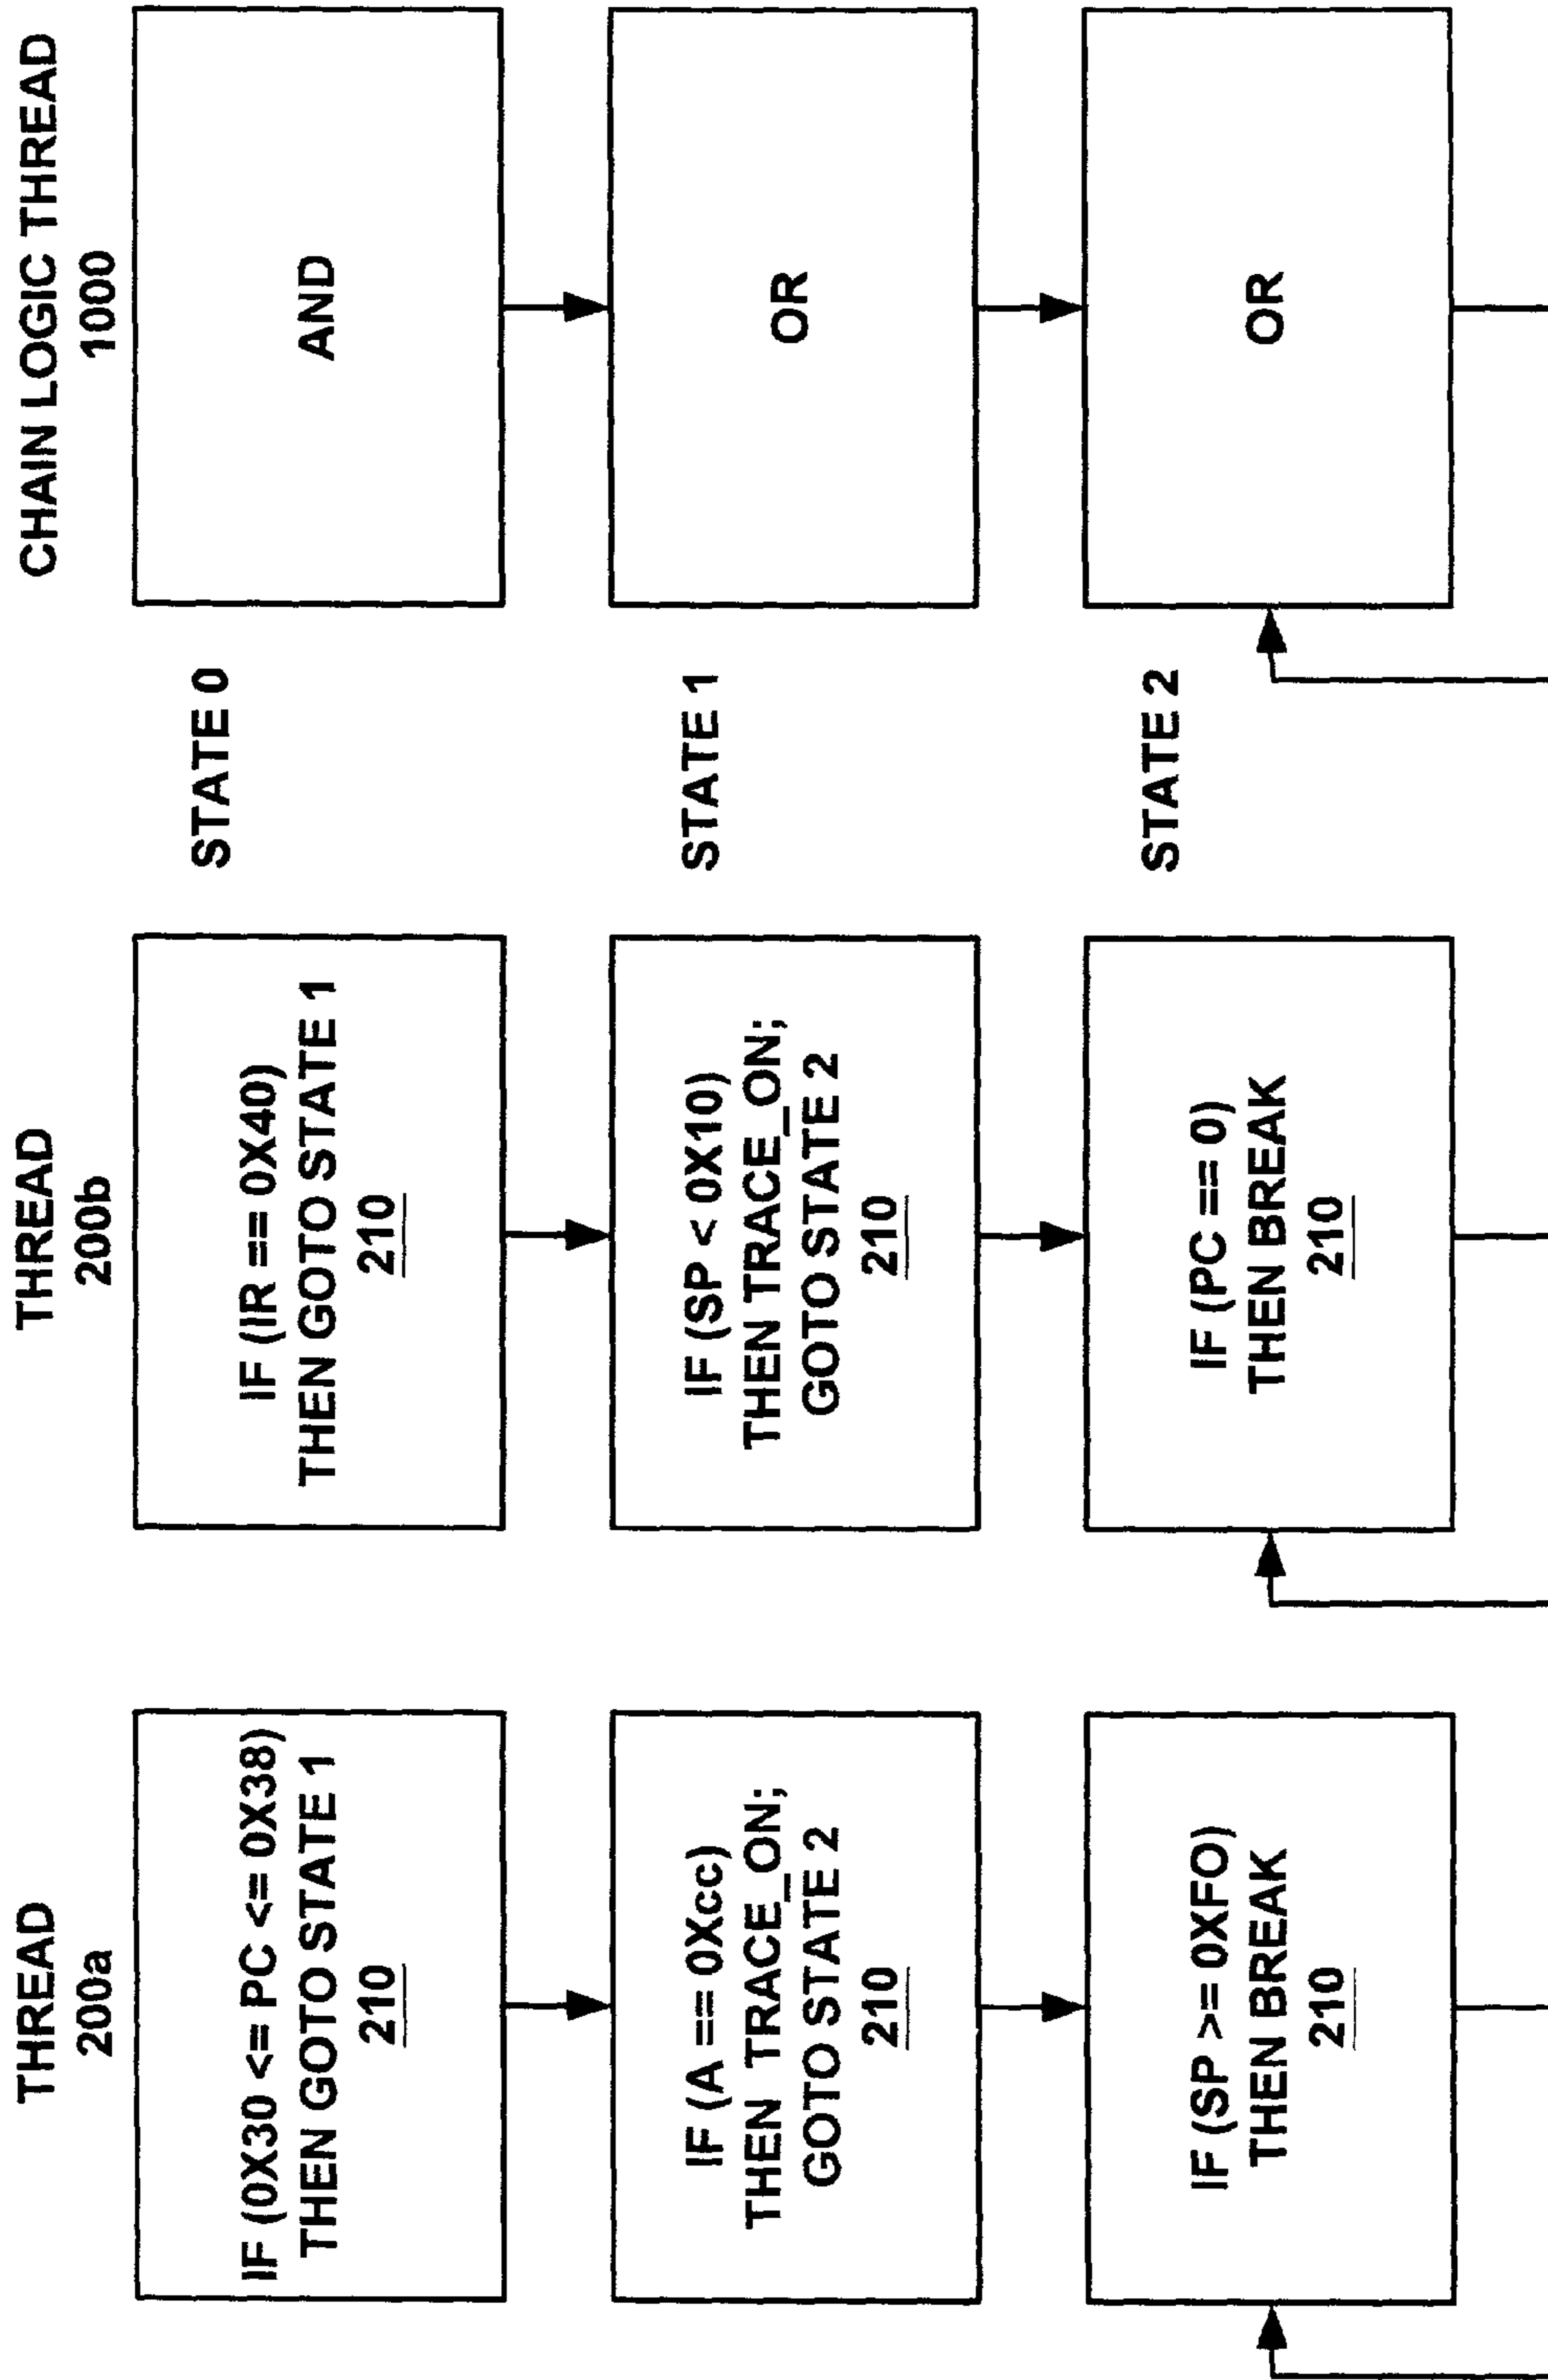 THREAD
200a
IF (0X30 <= PC <= 0X38)
THEN GOTO STATE 1
210
IF (A == 0Xcc)
THEN TRACE_ON;
GOTO STATE 2
210
IF (SP >= 0XFO)
THEN BREAK
210
THREAD
200b
IF (IR == 0X40)
THEN GOTO STATE 1
210
IF (SP < 0X10)
THEN TRACE_ON;
GOTO STATE 2
210
IF (PC == 0)
THEN BREAK
210
STATE 0
STATE 1
STATE 2
CHAIN LOGIC THREAD
1000
AND
OR
OR